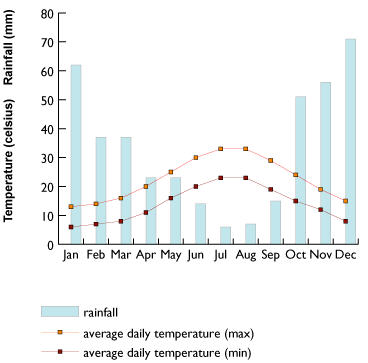 Temperature (celsius) Rainfall (mm)
80
70
60
50
40
30
20
10
0
Jan Feb Mar Apr May Jun Jul Aug Sep Oct Nov Dec
rainfall
average daily temperature (max)
average daily temperature (min)